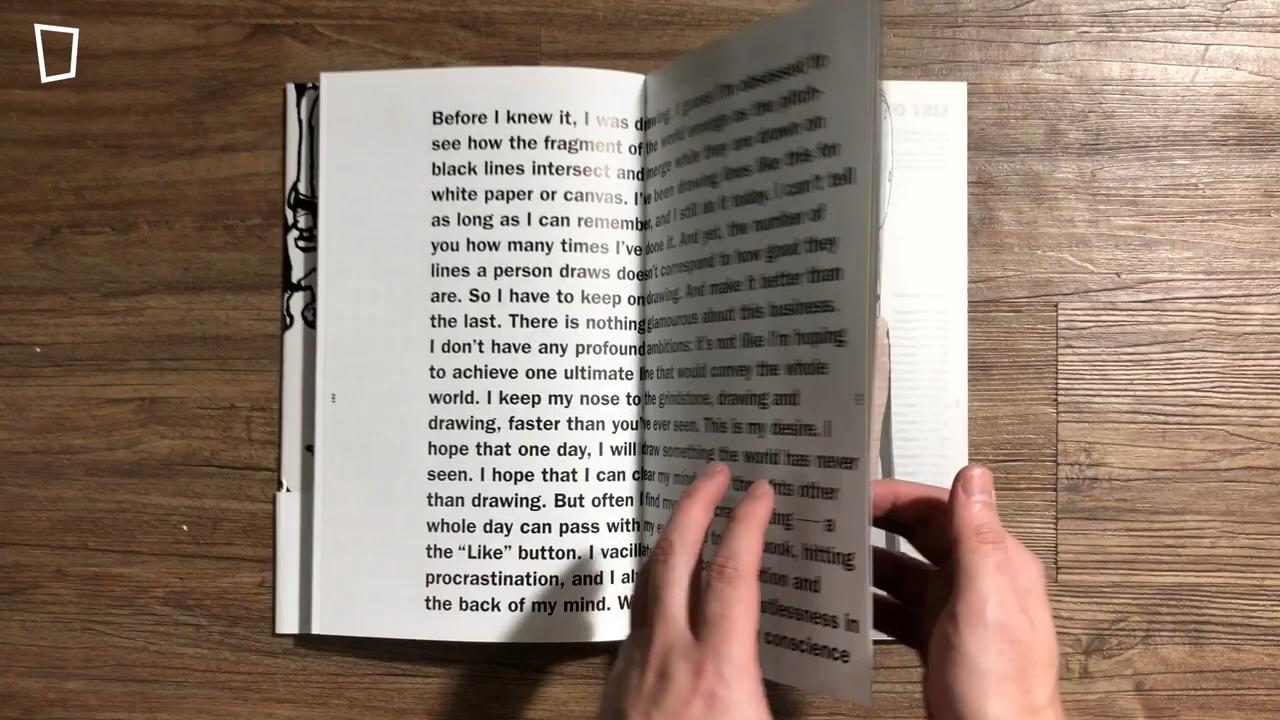 Before I knew it, I was drawing. I guess I'm obsessed to
see how the fragment of the world emerge as the pitch-
black lines intersect and merge while they are drawn on
white paper or canvas. I've been drawing lines like this for
as long as I can remember, and I still do it today. I can't tell
you how many times I've done it. And yet, the number of
lines a person draws doesn't correspond to how good they
are. So I have to keep on drawing. And make it better than
the last. There is nothing glamourous about this business.
I don't have any profound ambitions: it's not like I'm hoping
to achieve one ultimate line that would convey the whole
world. I keep my nose to the grindstone, drawing and
drawing, faster than you've ever seen. This is my desire. I
hope that one day, I will draw something the world has never
seen. I hope that I can clear my mind other
than drawing. But often I find — a
whole day can pass with my book, hitting
the “Like” button. I vacillate and
procrastination, and I restlessness in
the back of my mind. conscience